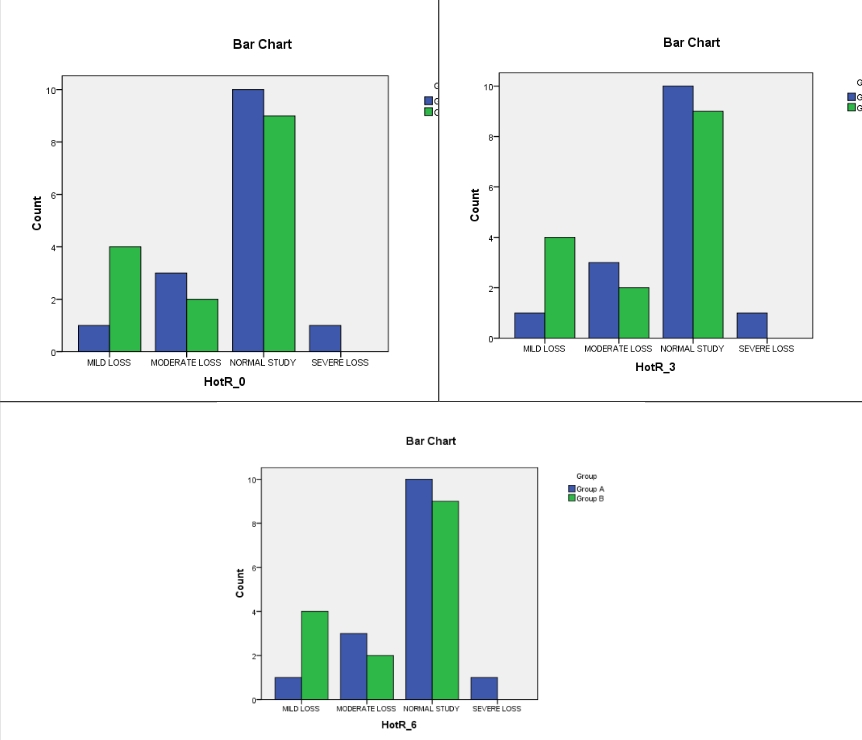 Bar Chart
G
G
G
10
8
6
4
2
0
Count
MILD LOSS MODERATE LOSS NORMAL STUDY SEVERE LOSS
HotR_0
Bar Chart
G
G
G
10
8
6
4
2
0
Count
MILD LOSS MODERATE LOSS NORMAL STUDY SEVERE LOSS
HotR_3
Bar Chart
Group
Group A
Group B
10
8
6
4
2
0
Count
MILD LOSS MODERATE LOSS NORMAL STUDY SEVERE LOSS
HotR_6